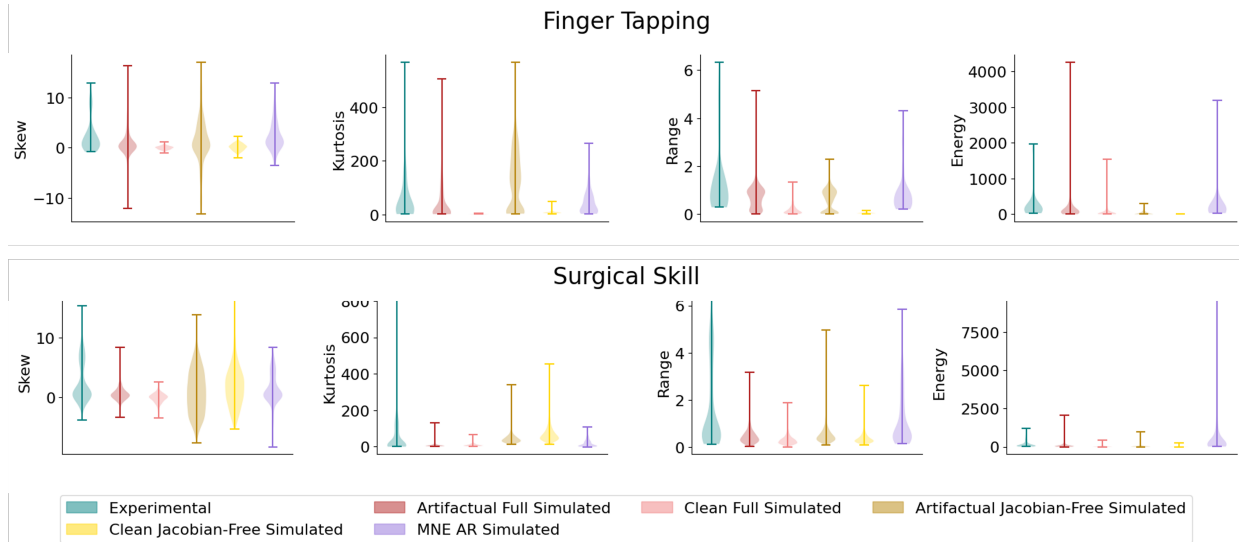 Finger Tapping
Skew
10
0
−10
Kurtosis
400
200
0
Range
6
4
2
0
Energy
4000
3000
2000
1000
0
Surgical Skill
Skew
10
0
Kurtosis
800
600
400
200
0
Range
6
4
2
0
Energy
7500
5000
2500
0
Experimental Artifactual Full Simulated Clean Full Simulated Artifactual Jacobian-Free Simulated
Clean Jacobian-Free Simulated MNE AR Simulated